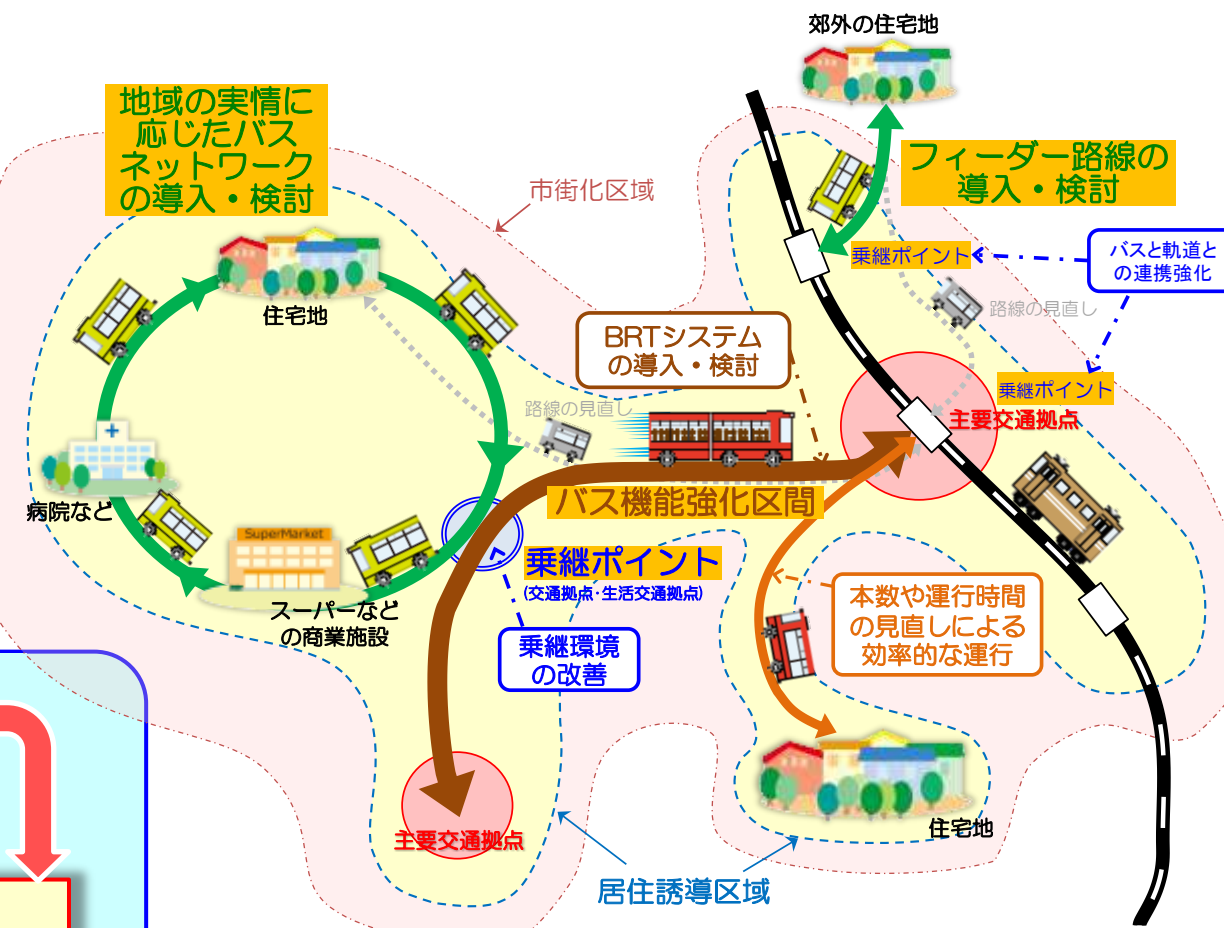 郊外の住宅地
地域の実情に
応じたバス
ネットワーク
の導入・検討
フィーダー路線の
導入・検討
市街化区域
乗継ポイント
バスと軌道と
の連携強化
住宅地
路線の見直し
BRTシステム
の導入・検討
乗継ポイント
路線の見直し
主要交通拠点
バス機能強化区間
病院など
SuperMarket
乗継ポイント
(交通拠点・生活交通拠点)
スーパーなど
の商業施設
乗継環境
の改善
本数や運行時間
の見直しによる
効率的な運行
主要交通拠点
住宅地
居住誘導区域